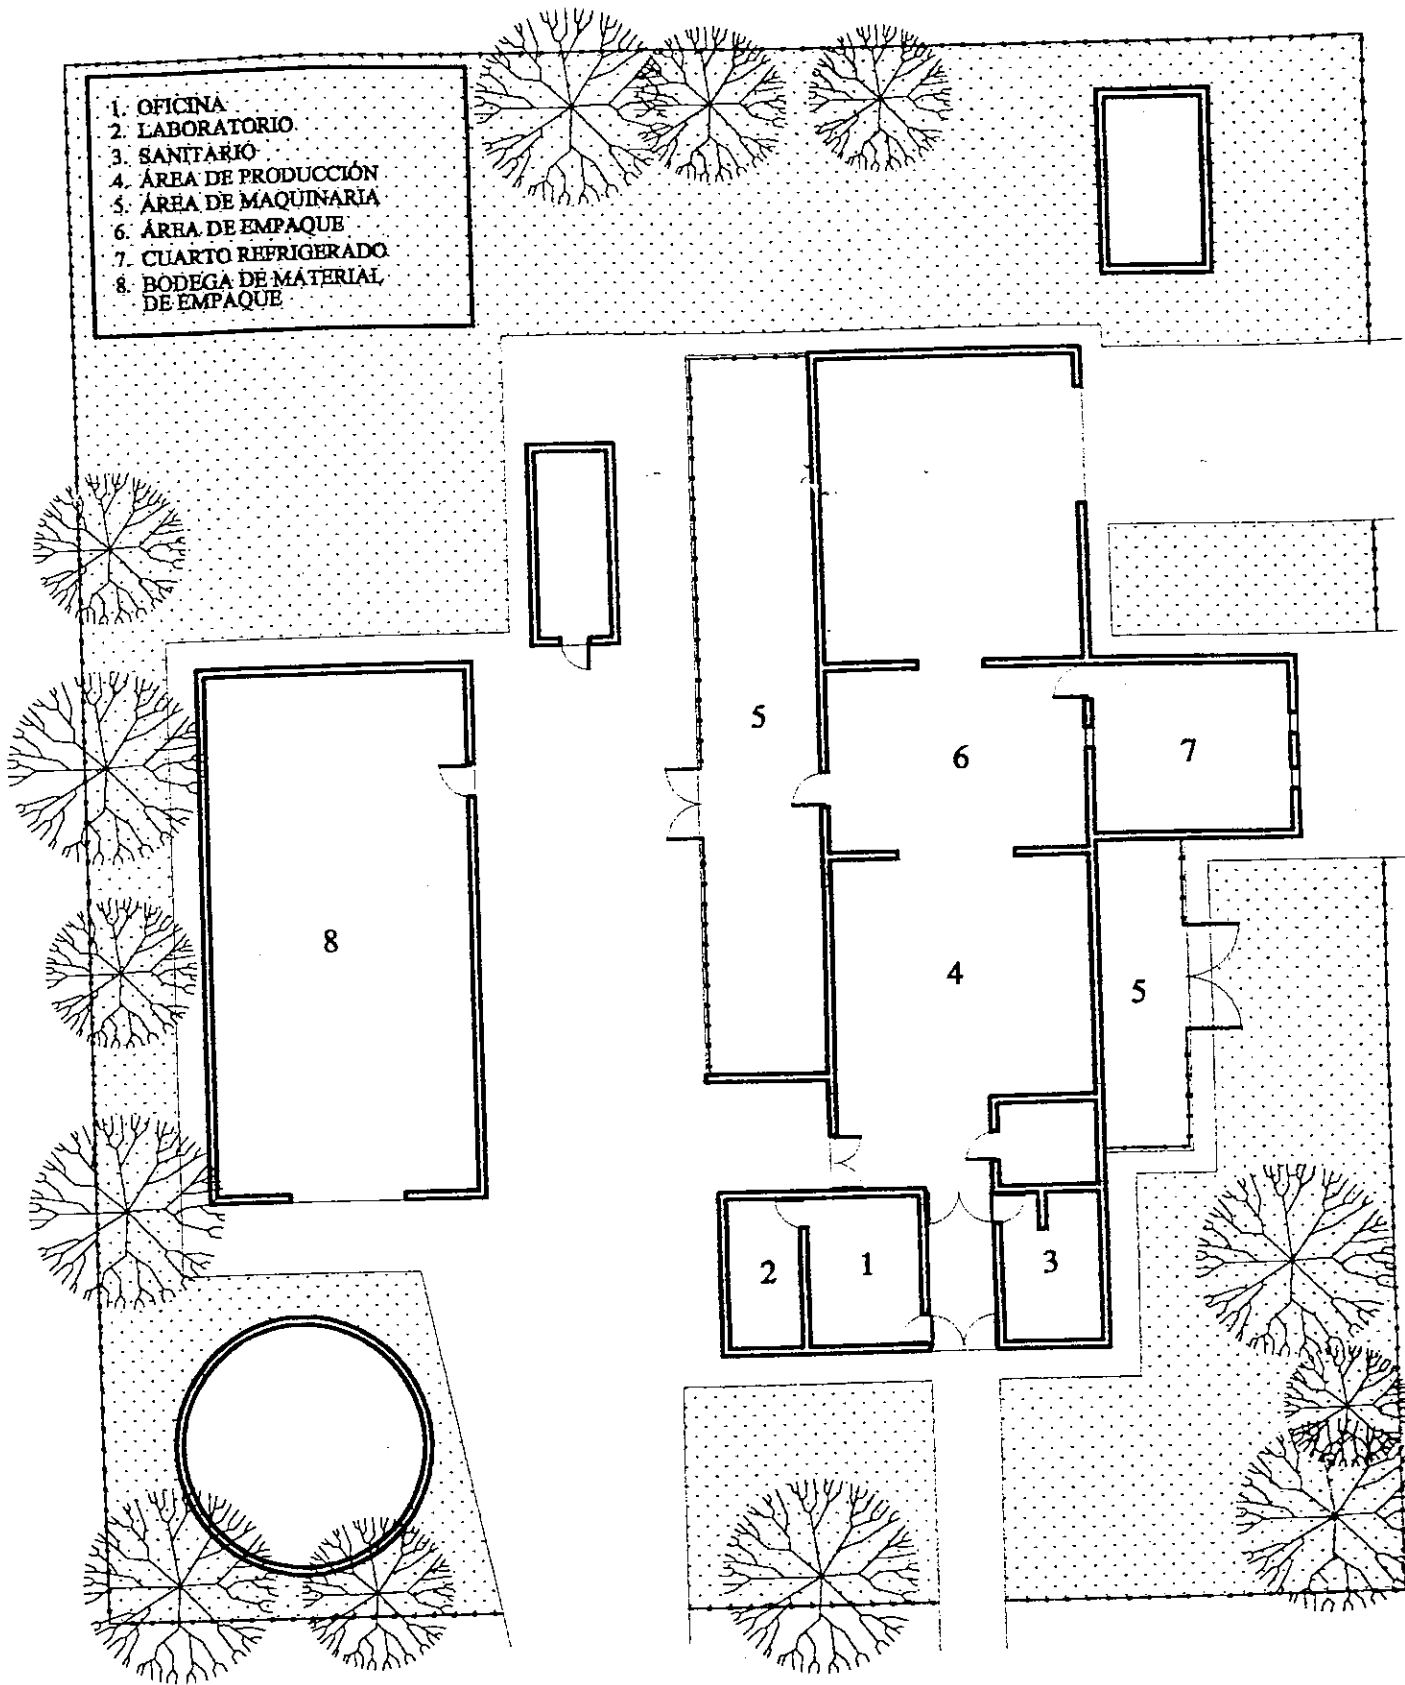 1. OFICINA
2. LABORATORIO
3. SANITARIO
4. ÁREA DE PRODUCCIÓN
5. ÁREA DE MAQUINARIA
6. ÁREA DE EMPAQUE
7. CUARTO REFRIGERADO
8. BODEGA DE MATERIAL
DE EMPAQUE
5
6
7
8
4
5
2
1
3